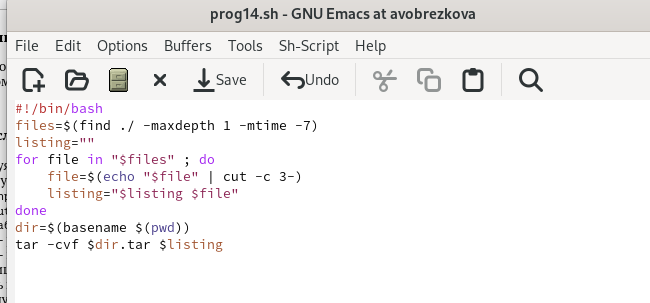 prog14.sh - GNU Emacs at avobrezkova
File Edit Options Buffers Tools Sh-Script Help
Save Undo
#!/bin/bash
files=$(find ./ -maxdepth 1 -mtime -7)
listing=""
for file in "$files" ; do
    file=$(echo "$file" | cut -c 3-)
    listing="$listing $file"
done
dir=$(basename $(pwd))
tar -cvf $dir.tar $listing